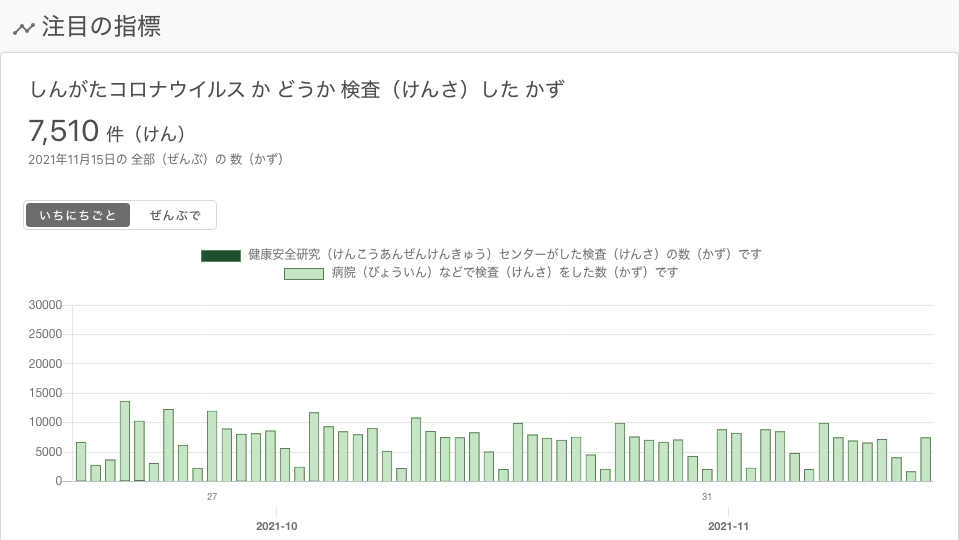 注目の指標
しんがたコロナウイルス か どうか 検査（けんさ）した かず
7,510 件（けん）
2021年11月15日の 全部（ぜんぶ）の 数（かず）
いちにちごと ぜんぶで
健康安全研究（けんこうあんぜんけんきゅう）センターがした検査（けんさ）の数（かず）です
病院（びょういん）などで検査（けんさ）をした数（かず）です
30000
25000
20000
15000
10000
5000
0
27 31
2021-10 2021-11